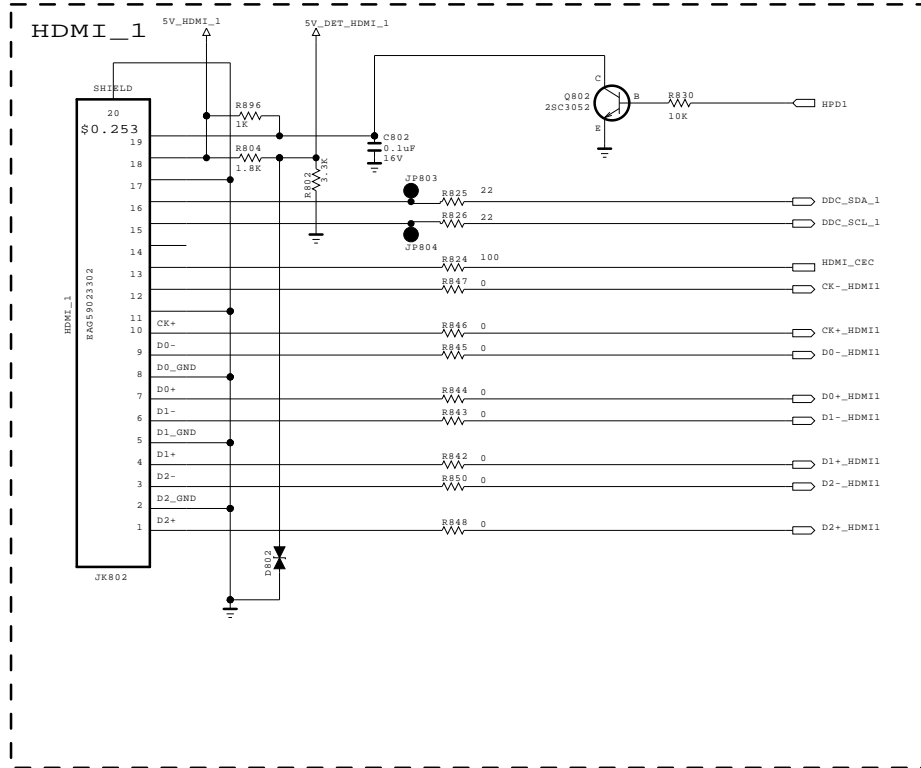 HDMI_1
5V_HDMI_1
5V_DET_HDMI_1
SHIELD
20
$0.253
R896
1K
C802
0.1uF
16V
C
Q802
2SC3052
B
E
R830
10K
HPD1
19
R804
1.8K
18
R802
3.3K
17
JP803
R825 22
DDC_SDA_1
16
R826 22
DDC_SCL_1
15
JP804
14
R824 100
HDMI_CEC
13
R847 0
CK-_HDMI1
12
EAG59023302
HDMI_1
11
10
CK+
R846 0
CK+_HDMI1
9
D0-
R845 0
D0-_HDMI1
8
D0_GND
7
D0+
R844 0
D0+_HDMI1
6
D1-
R843 0
D1-_HDMI1
5
D1_GND
4
D1+
R842 0
D1+_HDMI1
3
D2-
R850 0
D2-_HDMI1
2
D2_GND
1
D2+
R848 0
D2+_HDMI1
D802
JK802